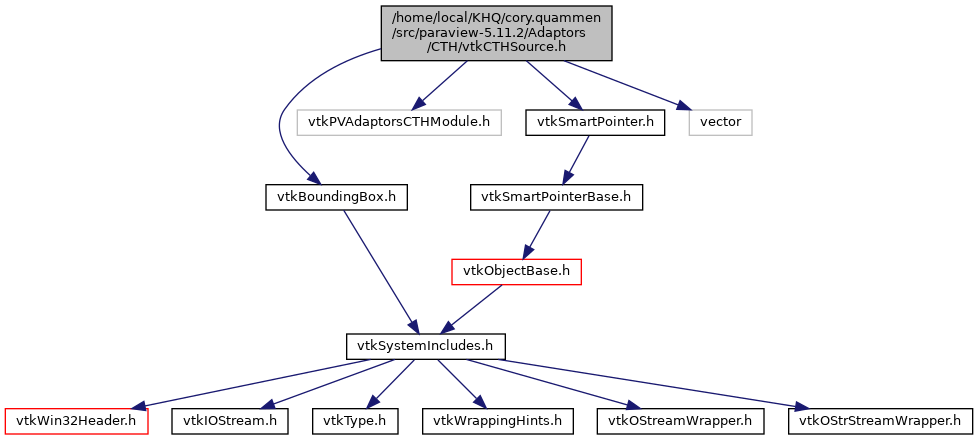 /home/local/KHQ/cory.quammen
/src/paraview-5.11.2/Adaptors
/CTH/vtkCTHSource.h
vtkPVAdaptorsCTHModule.h
vtkSmartPointer.h
vector
vtkBoundingBox.h
vtkSmartPointerBase.h
vtkObjectBase.h
vtkSystemIncludes.h
vtkWin32Header.h
vtkIOStream.h
vtkType.h
vtkWrappingHints.h
vtkOStreamWrapper.h
vtkOStrStreamWrapper.h